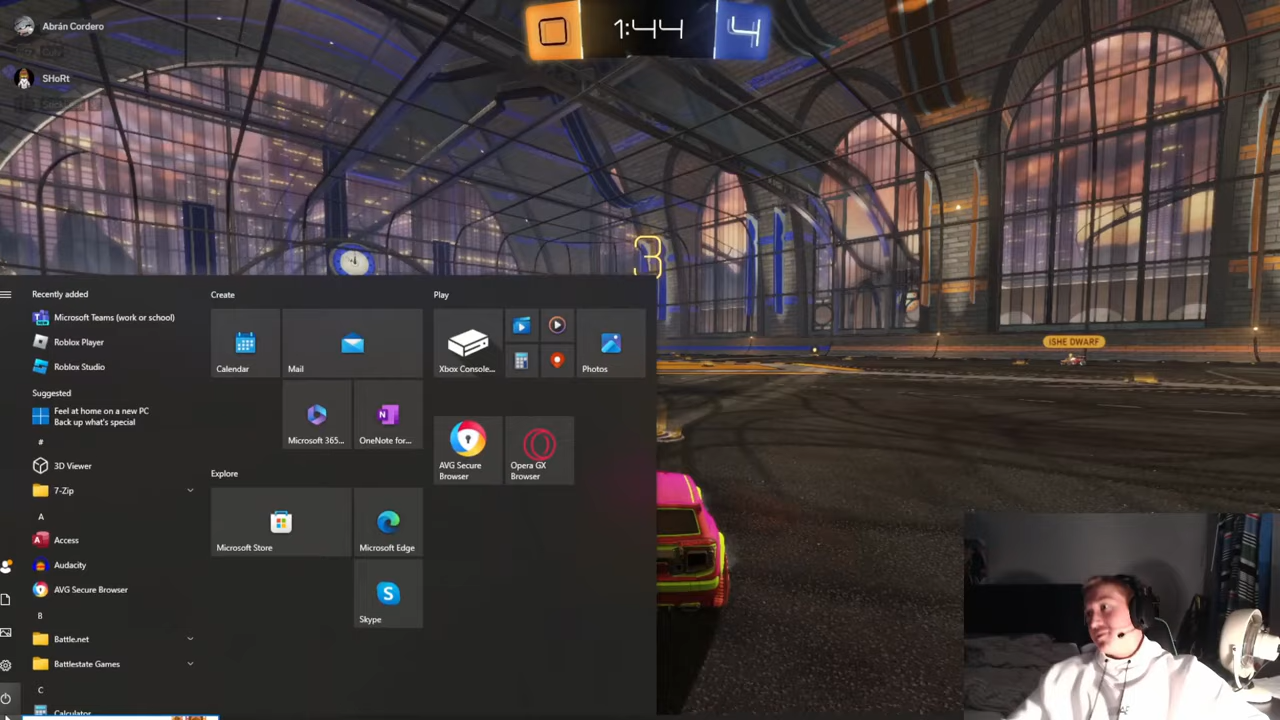 Abrán Cordero
SHoRt
0
1:44
4
3
ISHE DWARF
Recently added
Microsoft Teams (work or school)
Roblox Player
Roblox Studio
Suggested
Feel at home on a new PC
Back up what's special
#
3D Viewer
7-Zip
A
Access
Audacity
AVG Secure Browser
B
Battle.net
Battlestate Games
C
Calculator
Create
Calendar
Mail
Microsoft 365...
OneNote for...
Explore
Microsoft Store
Microsoft Edge
Skype
Play
Xbox Console...
Photos
AVG Secure
Browser
Opera GX
Browser